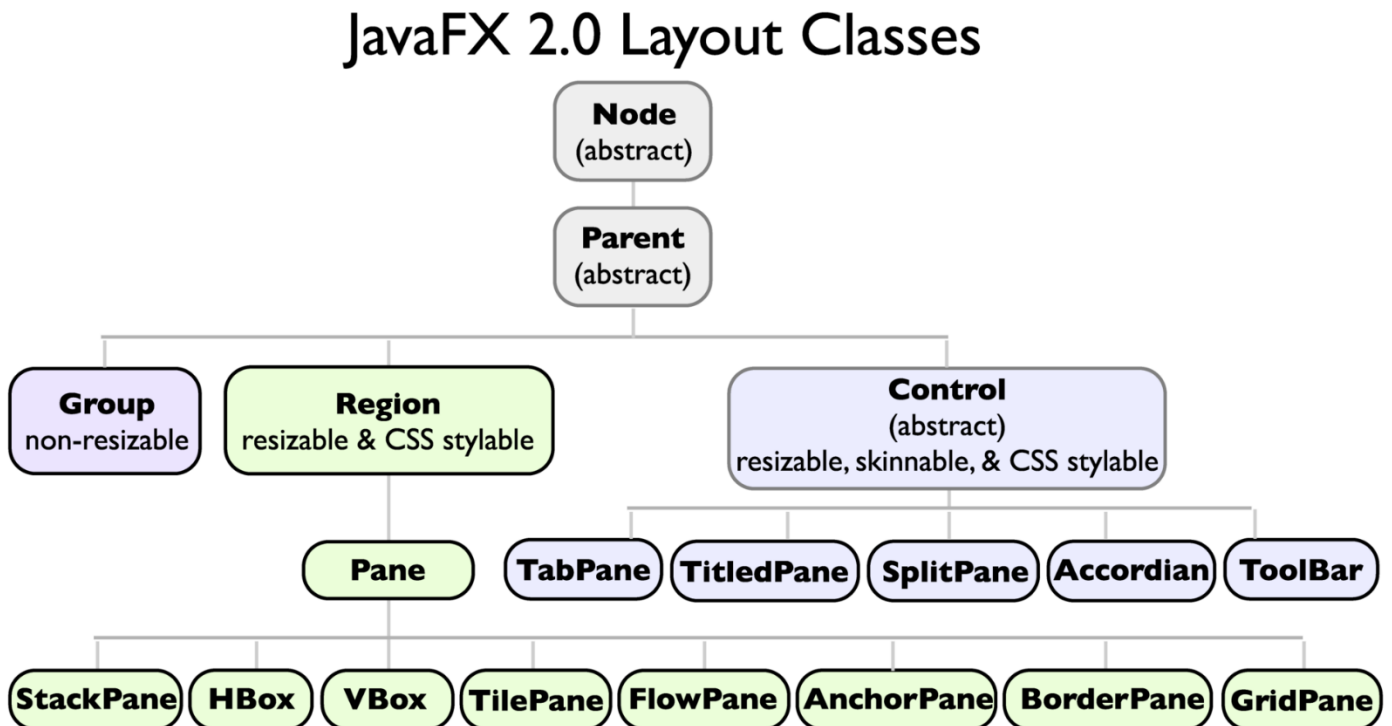 JavaFX 2.0 Layout Classes
Node
(abstract)
Parent
(abstract)
Group
non-resizable
Region
resizable & CSS stylable
Control
(abstract)
resizable, skinnable, & CSS stylable
Pane
TabPane
TitledPane
SplitPane
Accordian
ToolBar
StackPane
HBox
VBox
TilePane
FlowPane
AnchorPane
BorderPane
GridPane